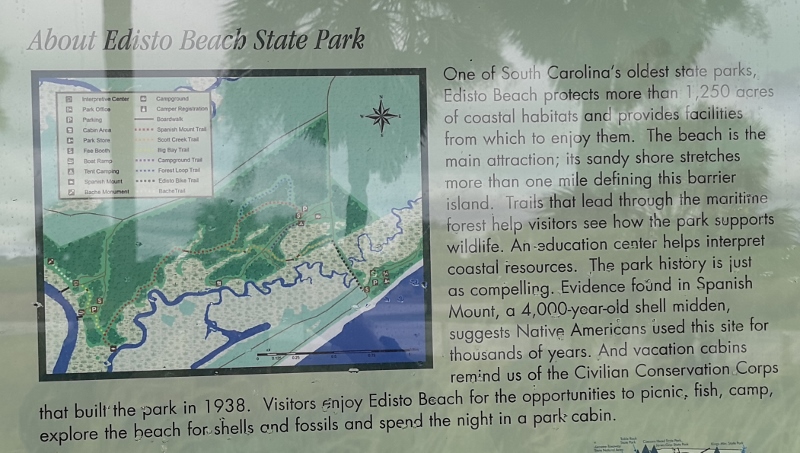 About Edisto Beach State Park
Interpretive Center
Park Office
Parking
Cabin Area
Park Store
Fee Booth
Boat Ramp
Tent Camping
Spanish Mount
Bache Monument
Campground
Camper Registration
Boardwalk
Spanish Mount Trail
Scott Creek Trail
Big Bay Trail
Campground Trail
Forest Loop Trail
Edisto Bike Trail
Bache Trail
One of South Carolina's oldest state parks,
Edisto Beach protects more than 1,250 acres
of coastal habitats and provides facilities
from which to enjoy them. The beach is the
main attraction; its sandy shore stretches
more than one mile defining this barrier
island. Trails that lead through the maritime
forest help visitors see how the park supports
wildlife. An education center helps interpret
coastal resources. The park history is just
as compelling. Evidence found in Spanish
Mount, a 4,000-year-old shell midden,
suggests Native Americans used this site for
thousands of years. And vacation cabins
remind us of the Civilian Conservation Corps
that built the park in 1938. Visitors enjoy Edisto Beach for the opportunities to picnic, fish, camp,
explore the beach for shells and fossils and spend the night in a park cabin.